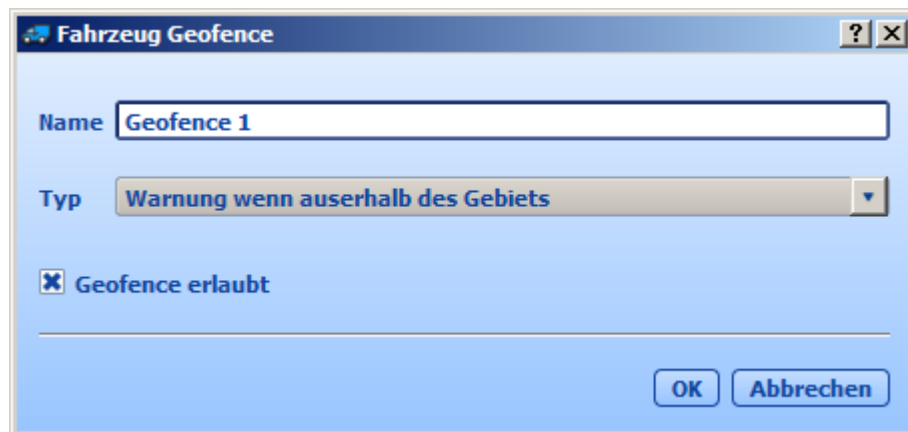 Fahrzeug Geofence
Name Geofence 1
Typ Warnung wenn auserhalb des Gebiets
Geofence erlaubt
OK Abbrechen